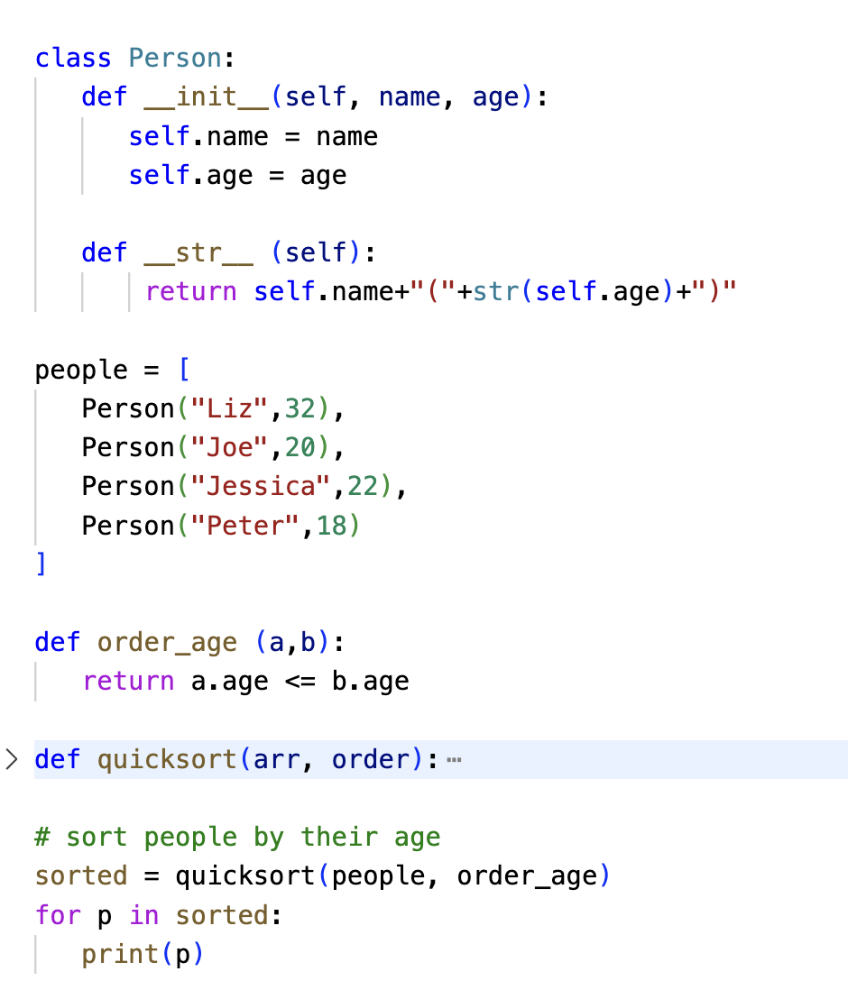 class Person:
   def __init__(self, name, age):
      self.name = name
      self.age = age

   def __str__ (self):
       return self.name+"("+str(self.age)+")"

people = [
   Person("Liz",32),
   Person("Joe",20),
   Person("Jessica",22),
   Person("Peter",18)
]

def order_age (a,b):
   return a.age <= b.age

def quicksort(arr, order):⋯

# sort people by their age
sorted = quicksort(people, order_age)
for p in sorted:
   print(p)